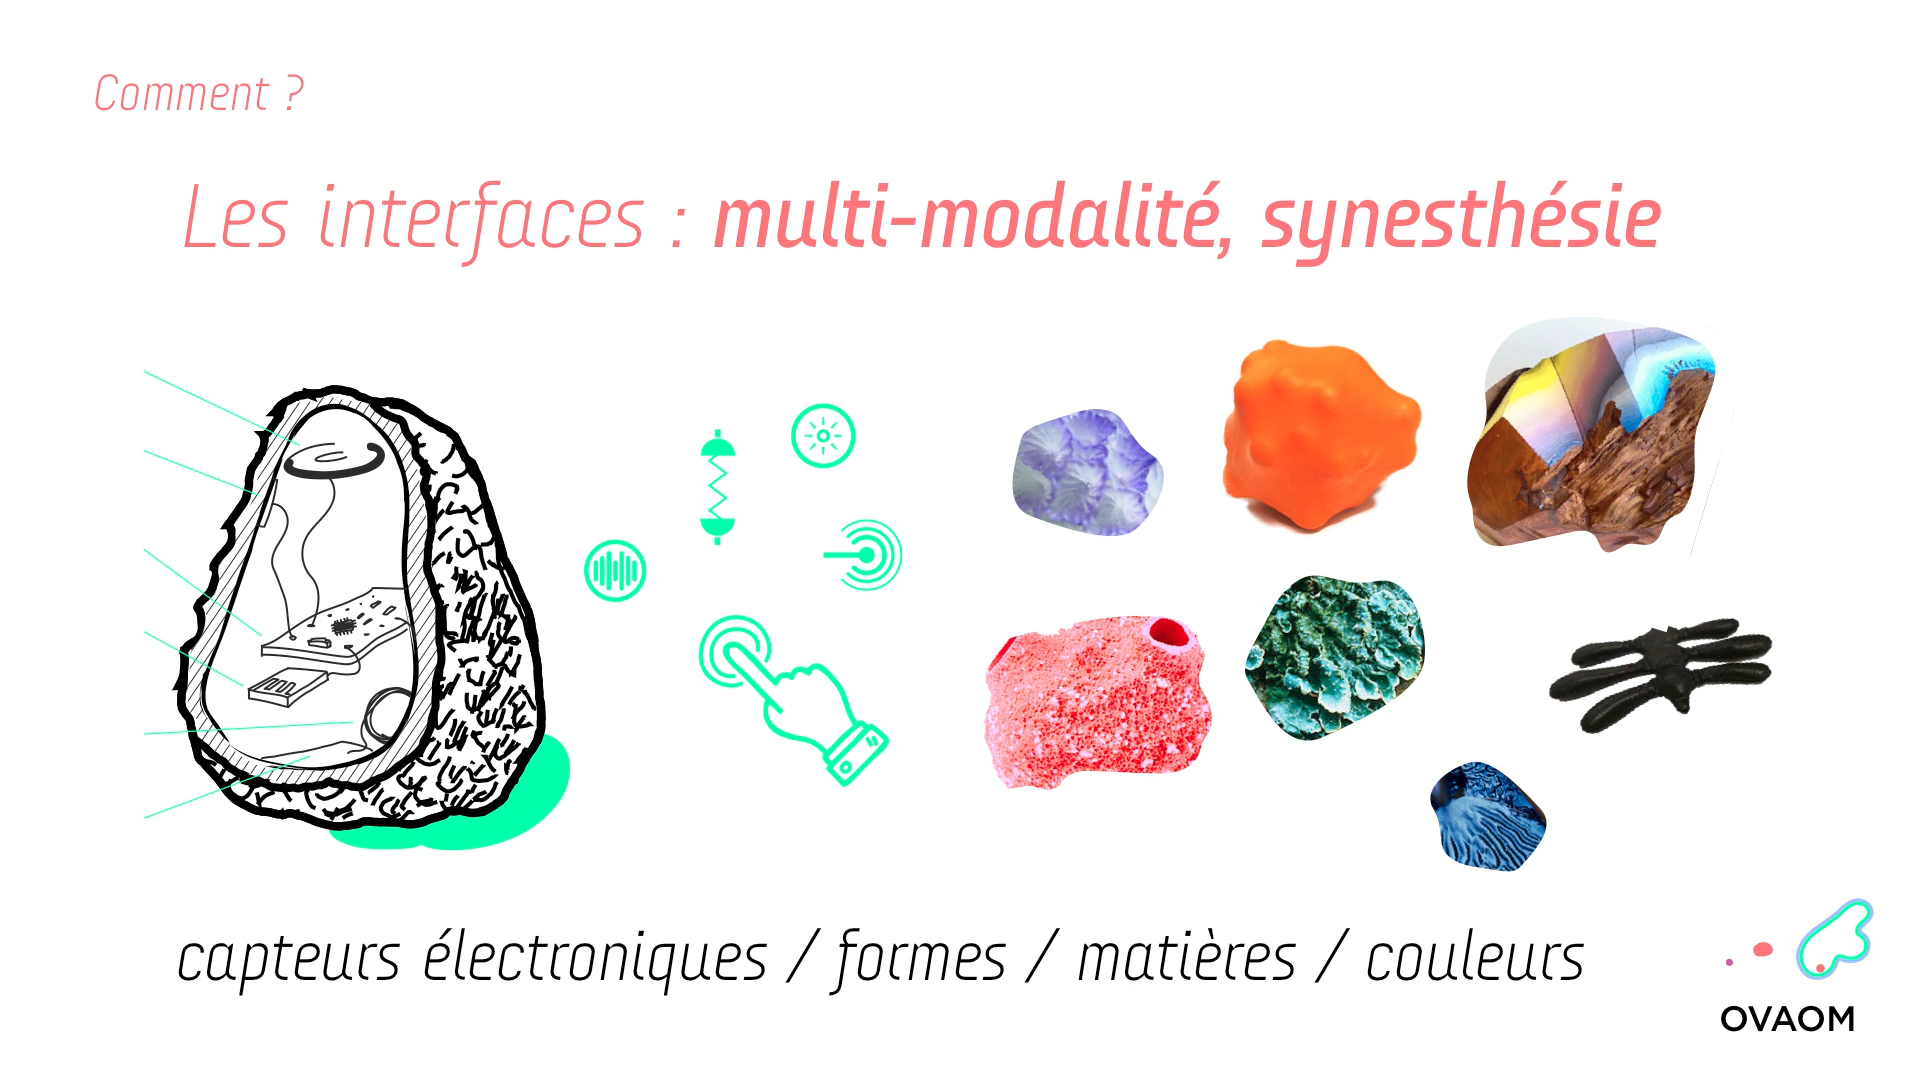 Comment ?
Les interfaces : multi-modalité, synesthésie
capteurs électroniques / formes / matières / couleurs
OVAOM